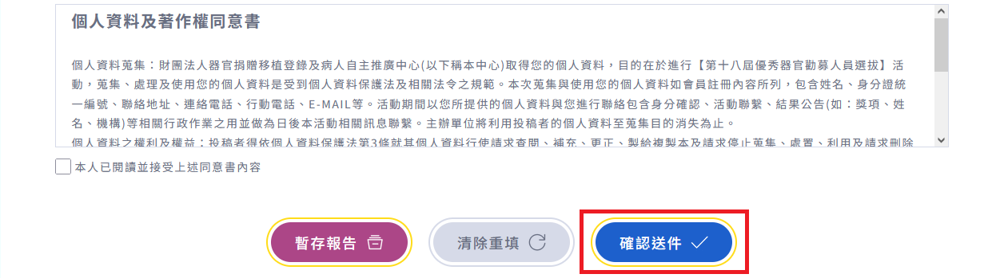 個人資料及著作權同意書
個人資料蒐集：財團法人器官捐贈移植登錄及病人自主推廣中心(以下稱本中心)取得您的個人資料，目的在於進行【第十八屆優秀器官勸募人員選拔】活
動，蒐集、處理及使用您的個人資料是受到個人資料保護法及相關法令之規範。本次蒐集與使用您的個人資料如會員註冊內容所列，包含姓名、身分證統
一編號、聯絡地址、連絡電話、行動電話、E-MAIL等。活動期間以您所提供的個人資料與您進行聯絡包含身分確認、活動聯繫、結果公告(如：獎項、姓
名、機構)等相關行政作業之用並做為日後本活動相關訊息聯繫。主辦單位將利用投稿者的個人資料至蒐集目的消失為止。
個人資料之權利及權益：投稿者得依個人資料保護法第3條就其個人資料行使請求查閱、補充、更正、製給複製本及請求停止蒐集、處置、利用及請求刪除
本人已閱讀並接受上述同意書內容
暫存報告
清除重填
確認送件